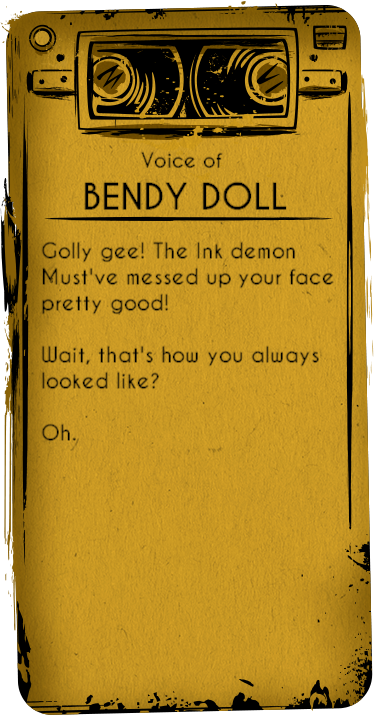 Voice of
BENDY DOLL
Golly gee! The Ink demon
Must've messed up your face
pretty good!
Wait, that's how you always
looked like?
Oh.